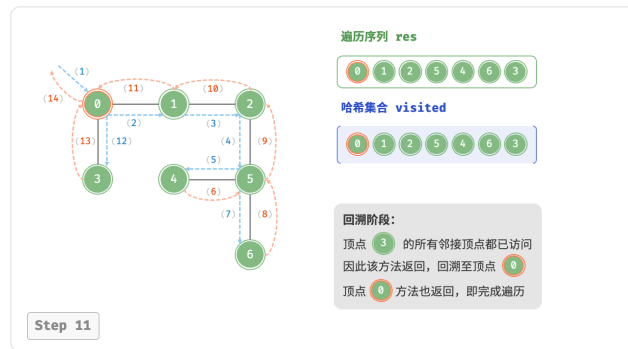 遍历序列 res
0 1 2 5 4 6 3
哈希集合 visited
0 1 2 5 4 6 3
(1)
(14)
(11)
(10)
0
1
2
(2)
(3)
(13)
(12)
(4)
(9)
(5)
3
4
5
(6)
(7)
(8)
6
回溯阶段:
顶点 3 的所有邻接顶点都已访问
因此该方法返回, 回溯至顶点 0
顶点 0 方法也返回, 即完成遍历
Step 11